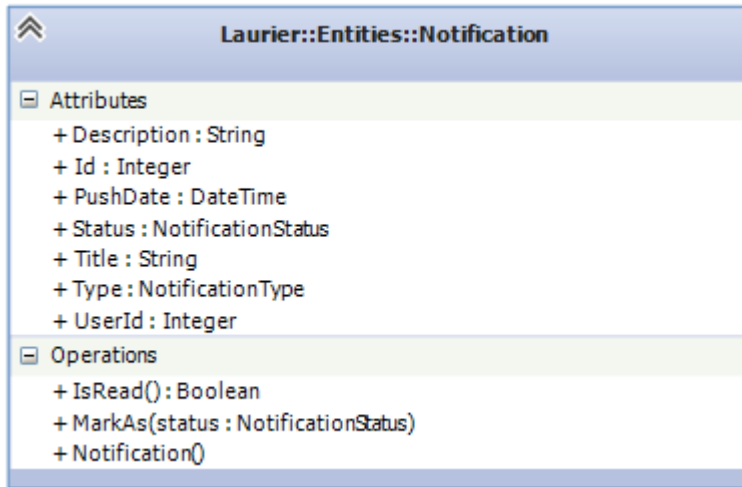 Laurier::Entities::Notification
Attributes
+ Description : String
+ Id : Integer
+ PushDate : DateTime
+ Status : NotificationStatus
+ Title : String
+ Type : NotificationType
+ UserId : Integer
Operations
+ IsRead() : Boolean
+ MarkAs(status : NotificationStatus)
+ Notification()